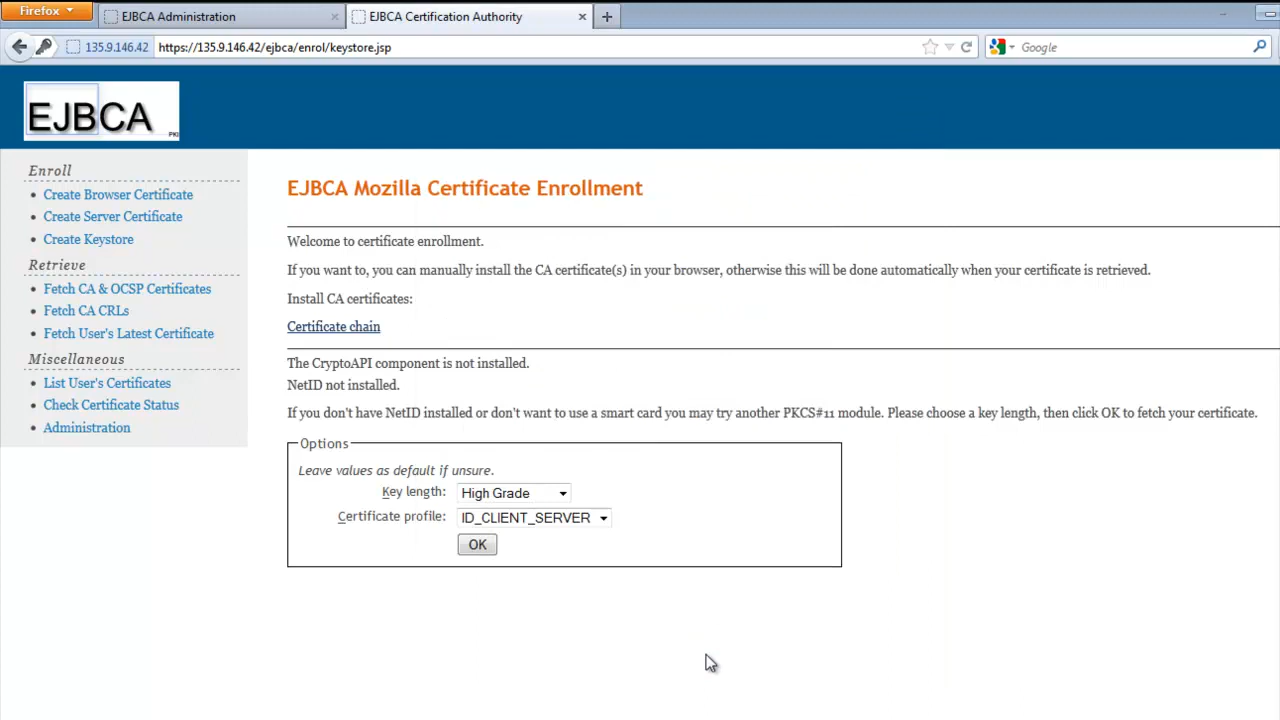 Firefox
EJBCA Administration
EJBCA Certification Authority
135.9.146.42
https://135.9.146.42/ejbca/enrol/keystore.jsp
Google
EJBCA
PKI
Enroll
Create Browser Certificate
Create Server Certificate
Create Keystore
Retrieve
Fetch CA & OCSP Certificates
Fetch CA CRLs
Fetch User's Latest Certificate
Miscellaneous
List User's Certificates
Check Certificate Status
Administration
EJBCA Mozilla Certificate Enrollment
Welcome to certificate enrollment.
If you want to, you can manually install the CA certificate(s) in your browser, otherwise this will be done automatically when your certificate is retrieved.
Install CA certificates:
Certificate chain
The CryptoAPI component is not installed.
NetID not installed.
If you don't have NetID installed or don't want to use a smart card you may try another PKCS#11 module. Please choose a key length, then click OK to fetch your certificate.
Options
Leave values as default if unsure.
Key length: High Grade
Certificate profile: ID_CLIENT_SERVER
OK